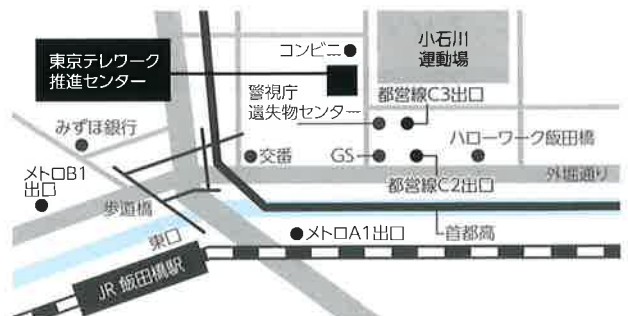 コンビニ
小石川
運動場
東京テレワーク
推進センター
警視庁
遺失物センター
都営線C3出口
みずほ銀行
ハローワーク飯田橋
交番
GS
メトロB1
出口
都営線C2出口
外堀通り
歩道橋
東口
メトロA1出口
首都高
JR 飯田橋駅